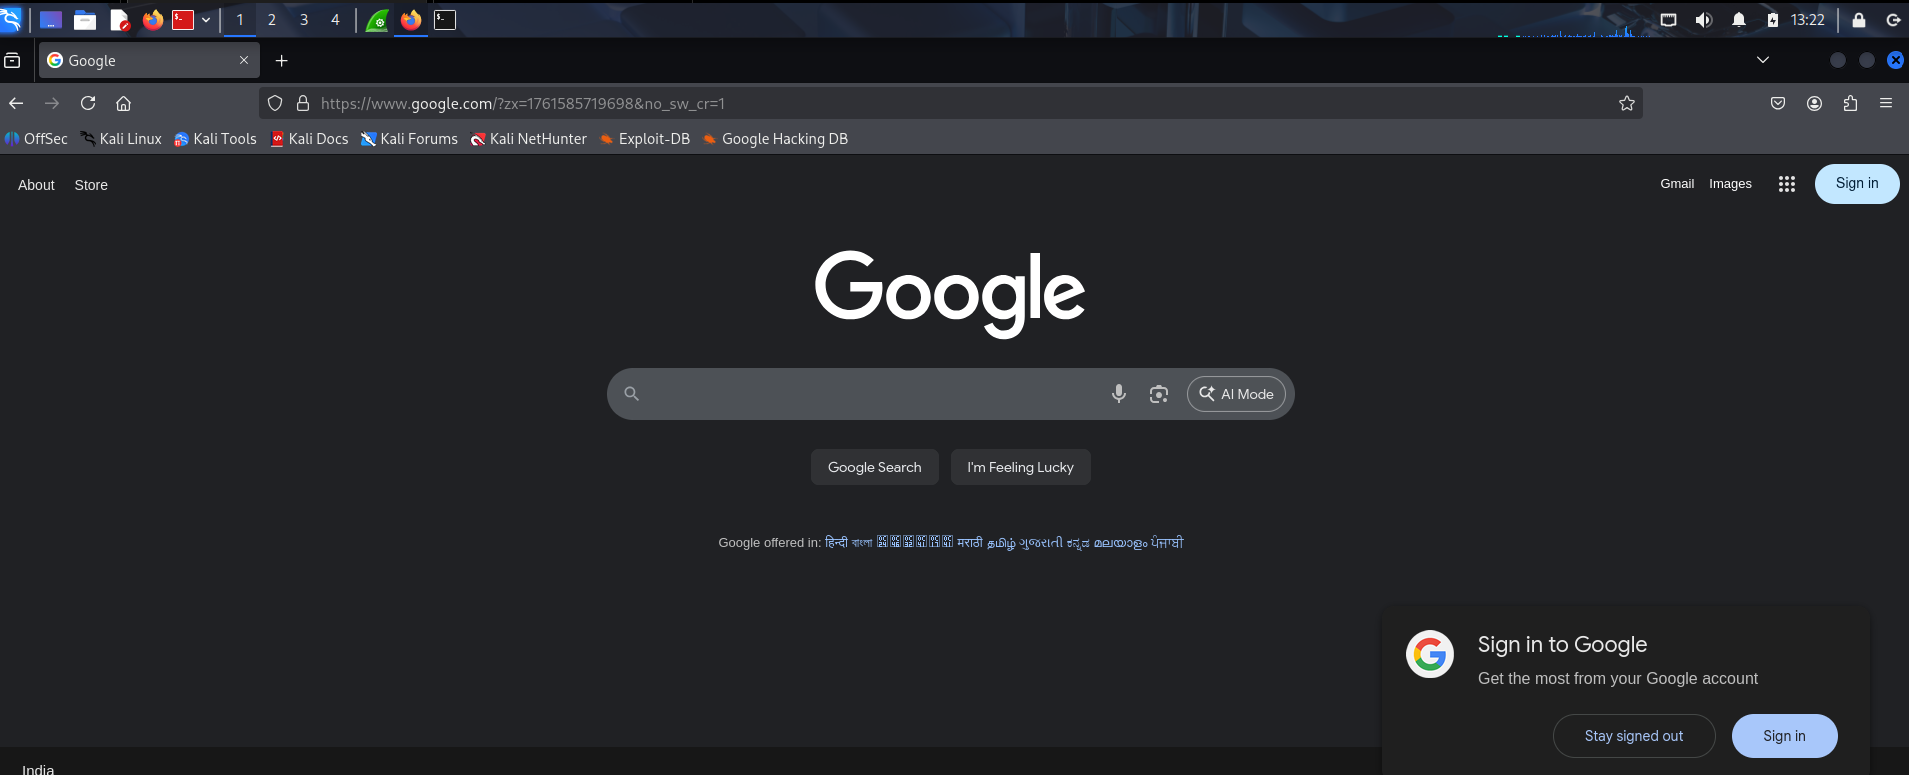 1 2 3 4 13:22
Google
https://www.google.com/?zx=1761585719698&no_sw_cr=1
OffSec Kali Linux Kali Tools Kali Docs Kali Forums Kali NetHunter Exploit-DB Google Hacking DB
About Store Gmail Images Sign in
Google
AI Mode
Google Search I'm Feeling Lucky
Google offered in: हिन्दी বাংলা मराठी தமிழ் ગુજરાતી ಕನ್ನಡ മലയാളം ਪੰਜਾਬੀ
Sign in to Google
Get the most from your Google account
Stay signed out Sign in
India